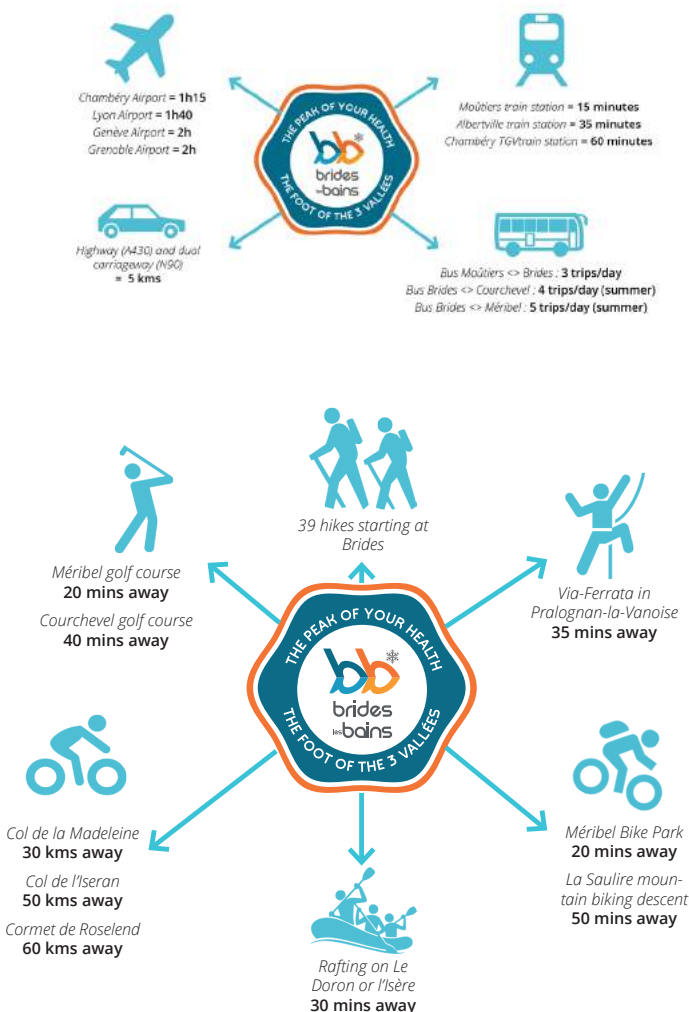 Chambéry Airport = 1h15
Lyon Airport = 1h40
Genève Airport = 2h
Grenoble Airport = 2h
Moûtiers train station = 15 minutes
Albertville train station = 35 minutes
Chambéry TGVtrain station = 60 minutes
THE PEAK OF YOUR HEALTH
bb
brides
les-bains
THE FOOT OF THE 3 VALLÉES
Highway (A430) and dual
carriageway (N90)
= 5 kms
Bus Moûtiers <> Brides : 3 trips/day
Bus Brides <> Courchevel : 4 trips/day (summer)
Bus Brides <> Méribel : 5 trips/day (summer)
39 hikes starting at
Brides
Méribel golf course
20 mins away
Courchevel golf course
40 mins away
Via-Ferrata in
Pralognan-la-Vanoise
35 mins away
THE PEAK OF YOUR HEALTH
bb
brides
les bains
THE FOOT OF THE 3 VALLÉES
Col de la Madeleine
30 kms away
Col de l'Iseran
50 kms away
Cormet de Roselend
60 kms away
Méribel Bike Park
20 mins away
La Saulire moun-
tain biking descent
50 mins away
Rafting on Le
Doron or l'Isère
30 mins away